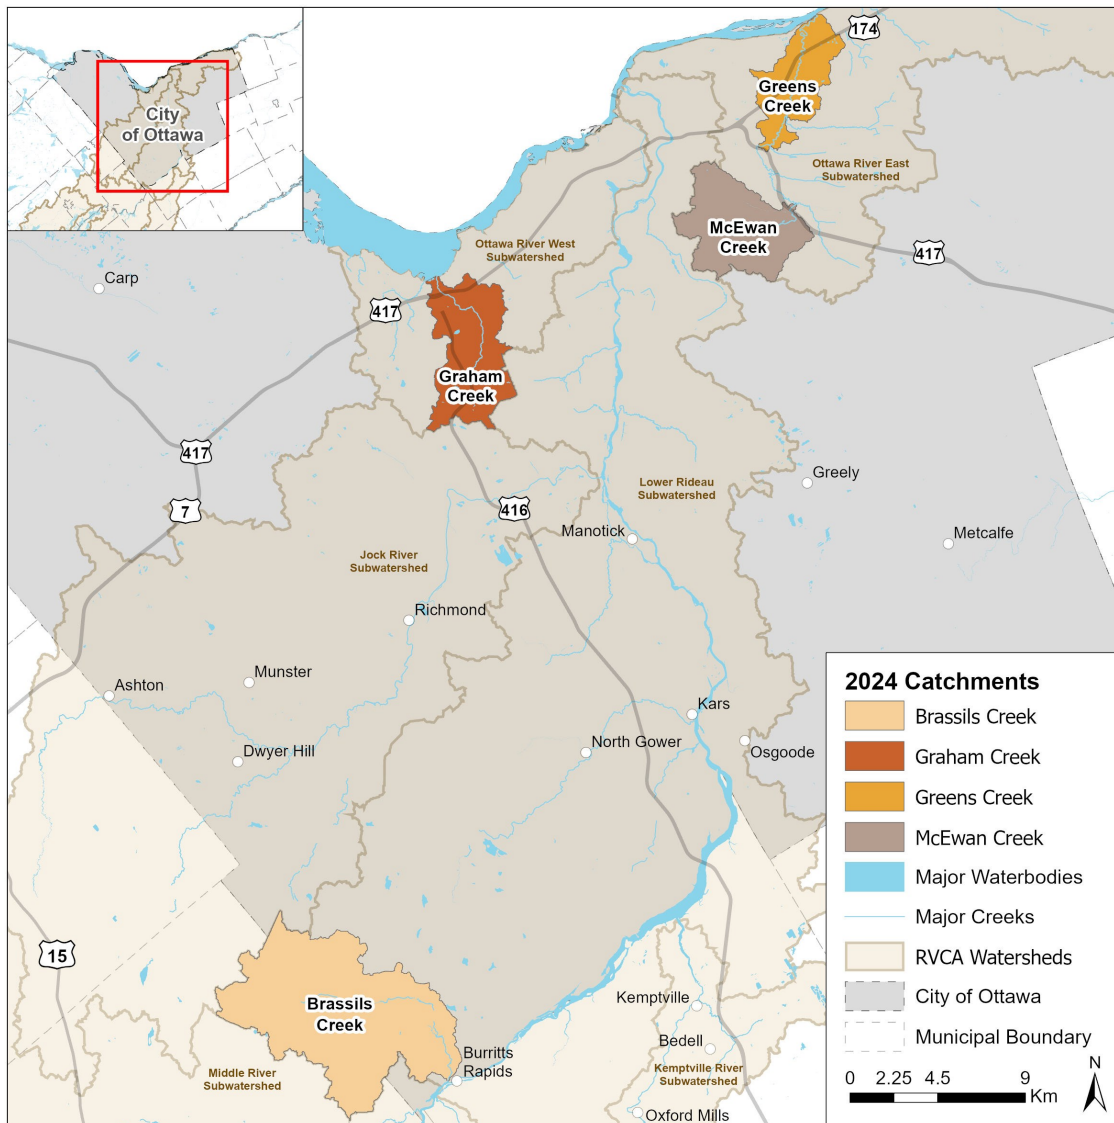 City
of Ottawa
174
Greens
Creek
Ottawa River East
Subwatershed
McEwan
Creek
Ottawa River West
Subwatershed
417
Carp
417
Graham
Creek
417
7
Greely
Lower Rideau
Subwatershed
416
Manotick
Metcalfe
Jock River
Subwatershed
Richmond
Munster
Ashton
Kars
Dwyer Hill
North Gower
Osgoode
15
Brassils
Creek
Kemptville
Bedell
Burritts
Rapids
Middle River
Subwatershed
Kemptville River
Subwatershed
Oxford Mills
2024 Catchments
Brassils Creek
Graham Creek
Greens Creek
McEwan Creek
Major Waterbodies
Major Creeks
RVCA Watersheds
City of Ottawa
Municipal Boundary
N
0 2.25 4.5 9
Km